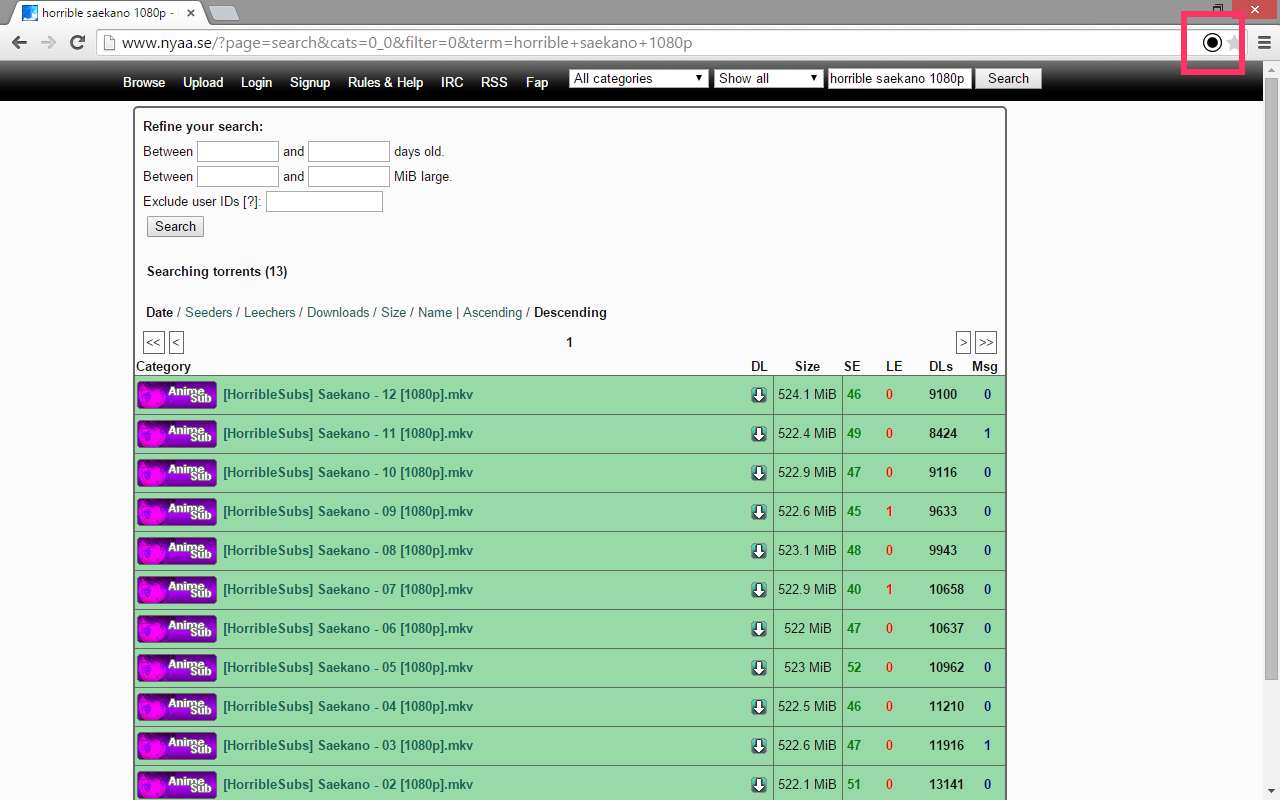 horrible saekano 1080p -
www.nyaa.se/?page=search&cats=0_0&filter=0&term=horrible+saekano+1080p
Browse Upload Login Signup Rules & Help IRC RSS Fap All categories Show all horrible saekano 1080p Search
Refine your search:
Between and days old.
Between and MiB large.
Exclude user IDs [?]:
Search
Searching torrents (13)
Date / Seeders / Leechers / Downloads / Size / Name | Ascending / Descending
<< < 1 > >>
Category DL Size SE LE DLs Msg
Anime Sub [HorribleSubs] Saekano - 12 [1080p].mkv 524.1 MiB 46 0 9100 0
Anime Sub [HorribleSubs] Saekano - 11 [1080p].mkv 522.4 MiB 49 0 8424 1
Anime Sub [HorribleSubs] Saekano - 10 [1080p].mkv 522.9 MiB 47 0 9116 0
Anime Sub [HorribleSubs] Saekano - 09 [1080p].mkv 522.6 MiB 45 1 9633 0
Anime Sub [HorribleSubs] Saekano - 08 [1080p].mkv 523.1 MiB 48 0 9943 0
Anime Sub [HorribleSubs] Saekano - 07 [1080p].mkv 522.9 MiB 40 1 10658 0
Anime Sub [HorribleSubs] Saekano - 06 [1080p].mkv 522 MiB 47 0 10637 0
Anime Sub [HorribleSubs] Saekano - 05 [1080p].mkv 523 MiB 52 0 10962 0
Anime Sub [HorribleSubs] Saekano - 04 [1080p].mkv 522.5 MiB 46 0 11210 0
Anime Sub [HorribleSubs] Saekano - 03 [1080p].mkv 522.6 MiB 47 0 11916 1
Anime Sub [HorribleSubs] Saekano - 02 [1080p].mkv 522.1 MiB 51 0 13141 0